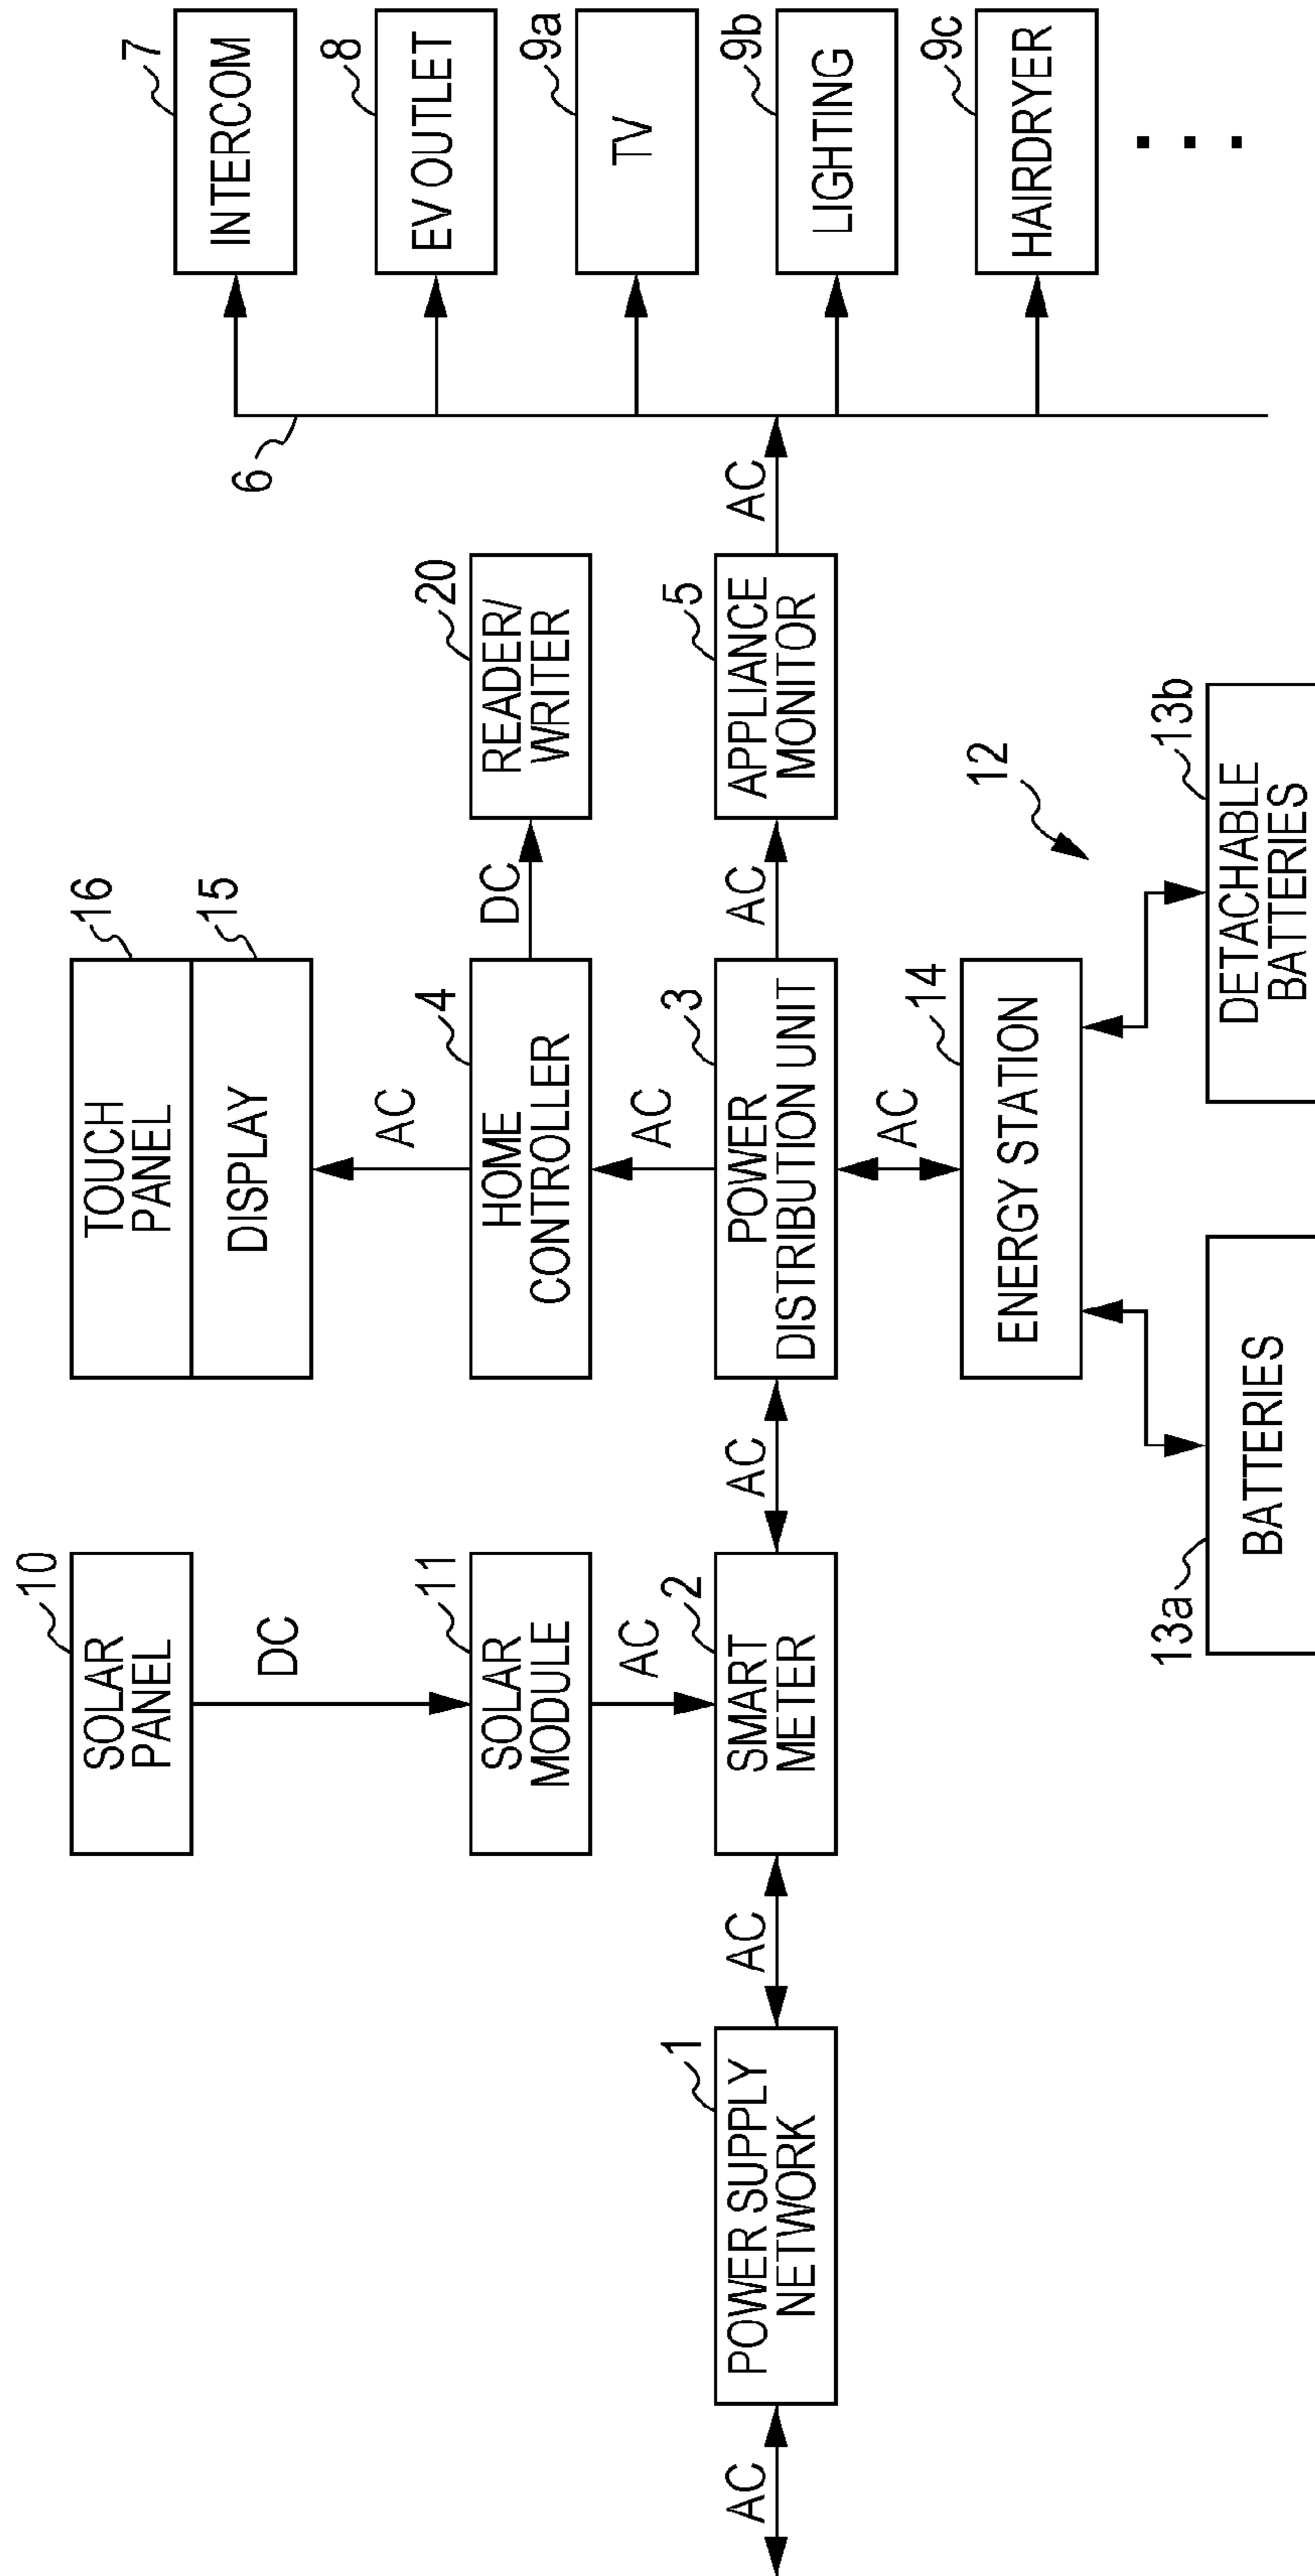 10
SOLAR
PANEL
DC
11
SOLAR
MODULE
AC
2
SMART
METER
AC
1
POWER SUPPLY
NETWORK
AC
AC
16
TOUCH
PANEL
15
DISPLAY
AC
4
HOME
CONTROLLER
DC
20
READER/
WRITER
AC
3
POWER
DISTRIBUTION UNIT
AC
5
APPLIANCE
MONITOR
AC
6
AC
14
ENERGY STATION
12
13a
BATTERIES
13b
DETACHABLE
BATTERIES
7
INTERCOM
8
EV OUTLET
9a
TV
9b
LIGHTING
9c
HAIRDRYER